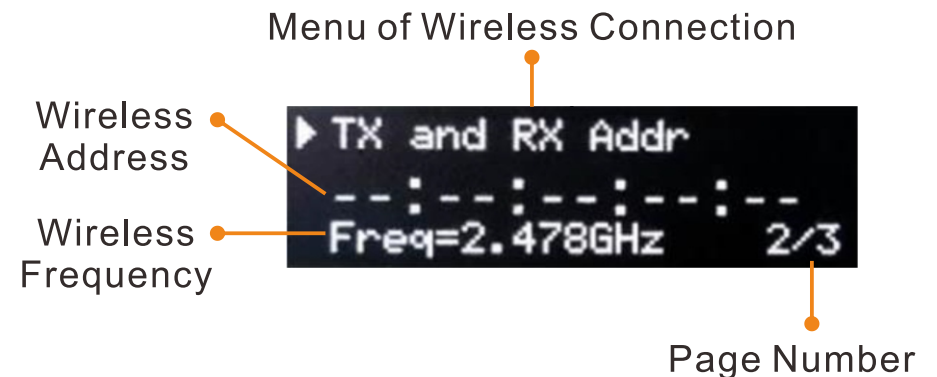 Menu of Wireless Connection
Wireless
Address
TX and RX Addr
--:--:--:--:--
Wireless
Frequency
Freq=2.478GHz 2/3
Page Number